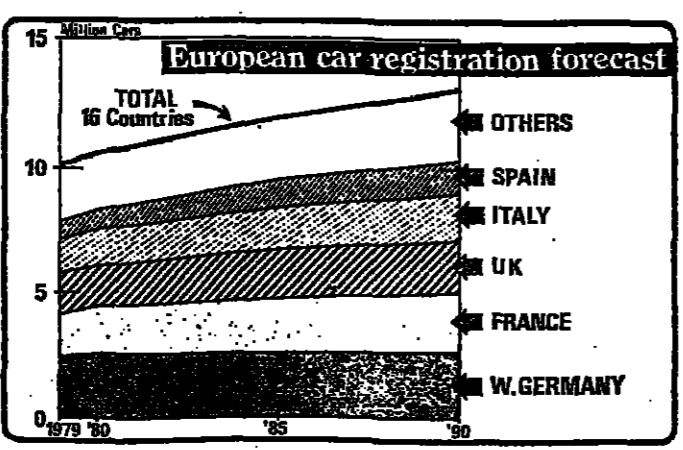 Million Cars
15
European car registration forecast
TOTAL
16 Countries
OTHERS
10
SPAIN
ITALY
UK
5
FRANCE
W.GERMANY
0
1979 '80 '85 '90